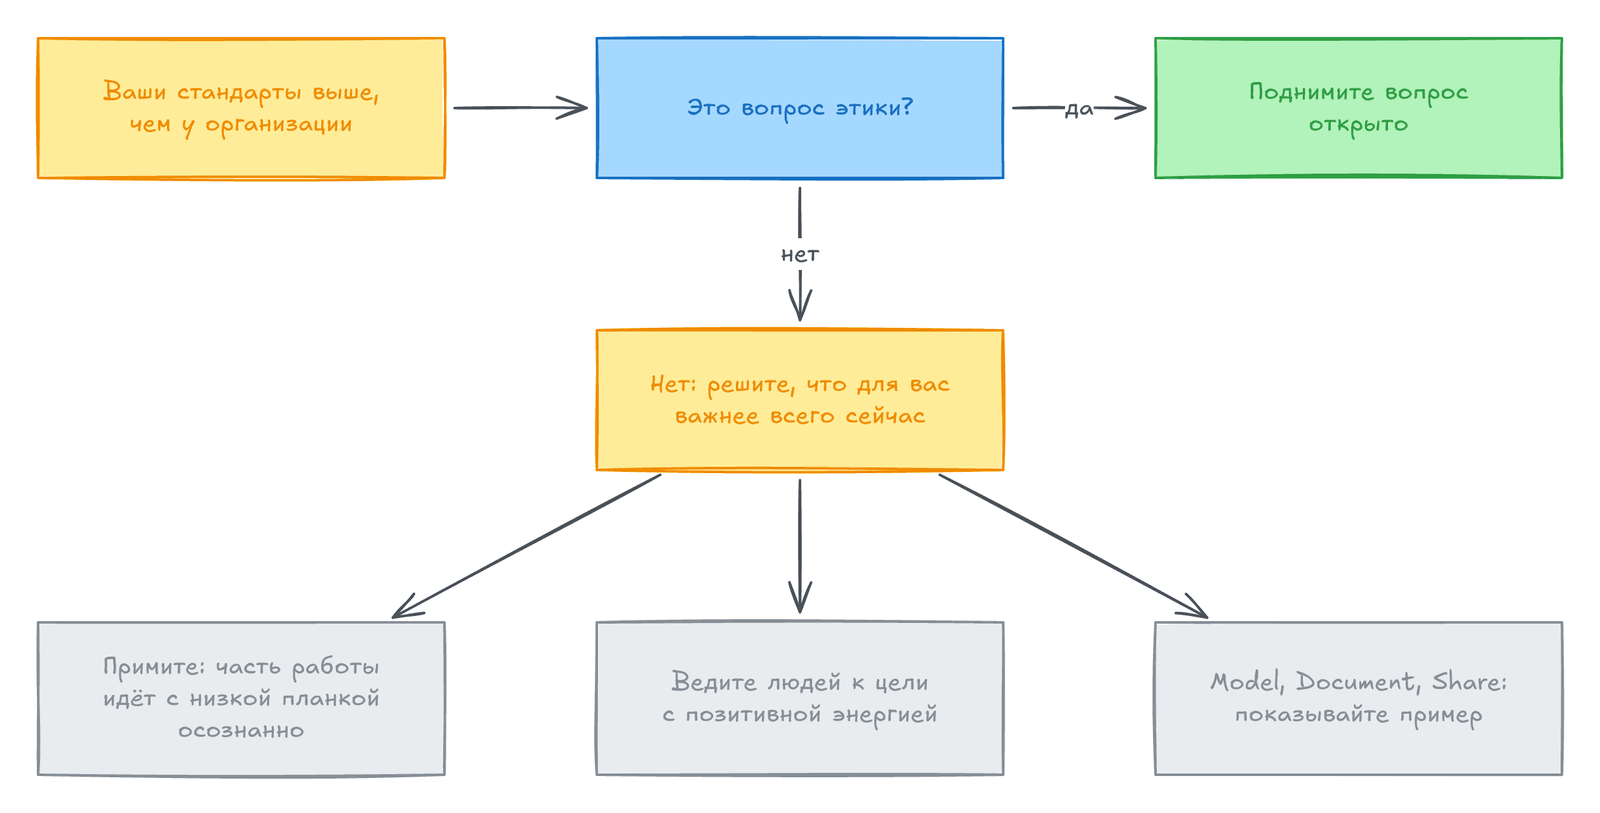 Ваши стандарты выше,
чем у организации
Это вопрос этики?
да
Поднимите вопрос
открыто
нет
Нет: решите, что для вас
важнее всего сейчас
Примите: часть работы
идёт с низкой планкой
осознанно
Ведите людей к цели
с позитивной энергией
Model, Document, Share:
показывайте пример